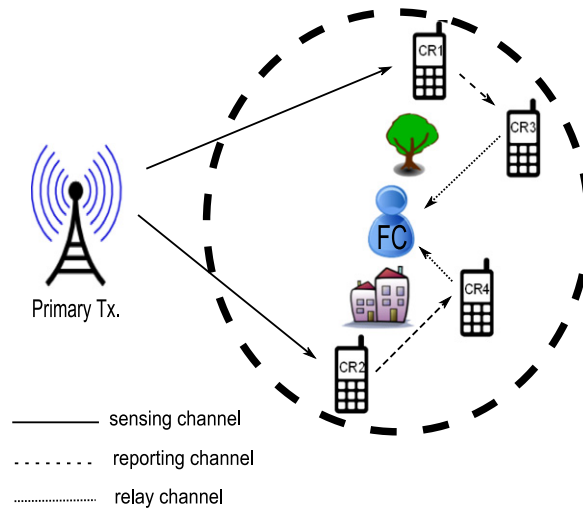 CR1
CR3
FC
CR4
Primary Tx.
CR2
sensing channel
reporting channel
relay channel